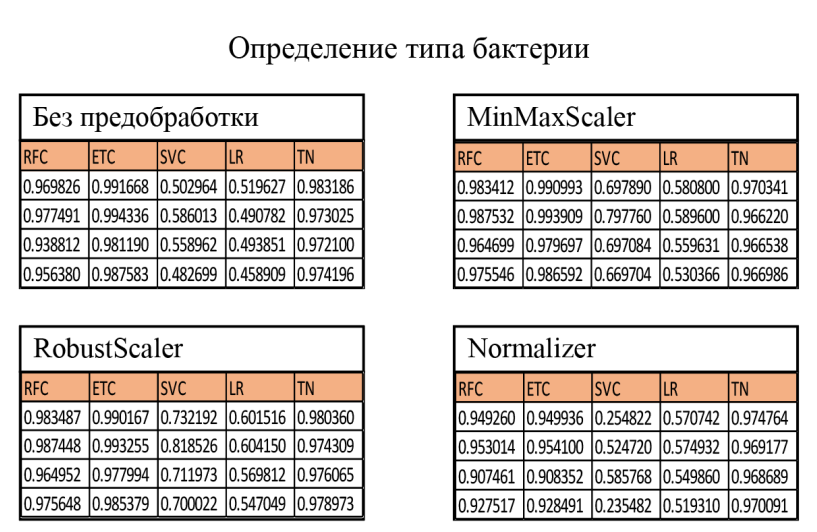 Определение типа бактерии
Без предобработки
RFC ETC SVC LR TN
0.969826 0.991668 0.502964 0.519627 0.983186
0.977491 0.994336 0.586013 0.490782 0.973025
0.938812 0.981190 0.558962 0.493851 0.972100
0.956380 0.987583 0.482699 0.458909 0.974196
MinMaxScaler
RFC ETC SVC LR TN
0.983412 0.990993 0.697890 0.580800 0.970341
0.987532 0.993909 0.797760 0.589600 0.966220
0.964699 0.979697 0.697084 0.559631 0.966538
0.975546 0.986592 0.669704 0.530366 0.966986
RobustScaler
RFC ETC SVC LR TN
0.983487 0.990167 0.732192 0.601516 0.980360
0.987448 0.993255 0.818526 0.604150 0.974309
0.964952 0.977994 0.711973 0.569812 0.976065
0.975648 0.985379 0.700022 0.547049 0.978973
Normalizer
RFC ETC SVC LR TN
0.949260 0.949936 0.254822 0.570742 0.974764
0.953014 0.954100 0.524720 0.574932 0.969177
0.907461 0.908352 0.585768 0.549860 0.968689
0.927517 0.928491 0.235482 0.519310 0.970091